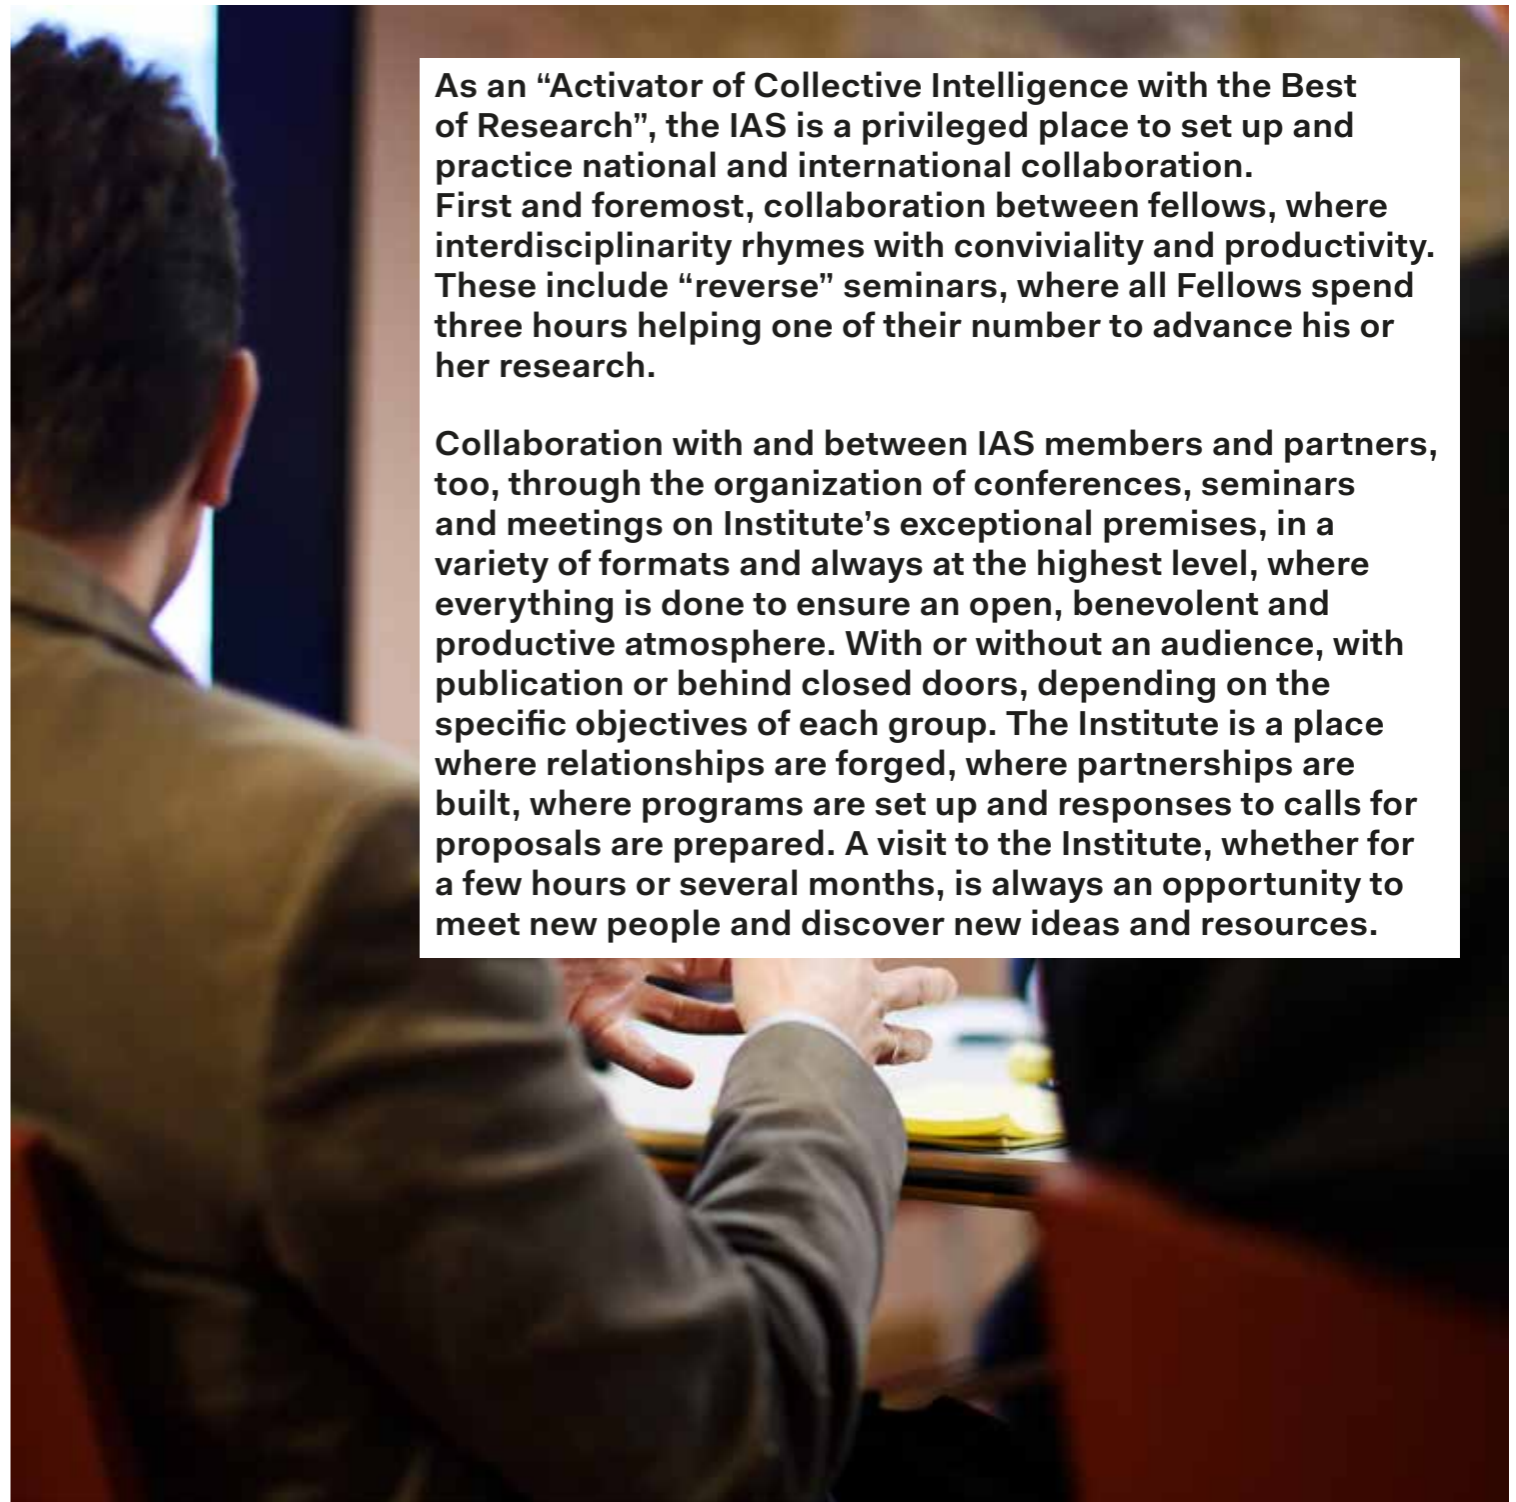 As an “Activator of Collective Intelligence with the Best
of Research”, the IAS is a privileged place to set up and
practice national and international collaboration.
First and foremost, collaboration between fellows, where
interdisciplinarity rhymes with conviviality and productivity.
These include “reverse” seminars, where all Fellows spend
three hours helping one of their number to advance his or
her research.

Collaboration with and between IAS members and partners,
too, through the organization of conferences, seminars
and meetings on Institute’s exceptional premises, in a
variety of formats and always at the highest level, where
everything is done to ensure an open, benevolent and
productive atmosphere. With or without an audience, with
publication or behind closed doors, depending on the
specific objectives of each group. The Institute is a place
where relationships are forged, where partnerships are
built, where programs are set up and responses to calls for
proposals are prepared. A visit to the Institute, whether for
a few hours or several months, is always an opportunity to
meet new people and discover new ideas and resources.